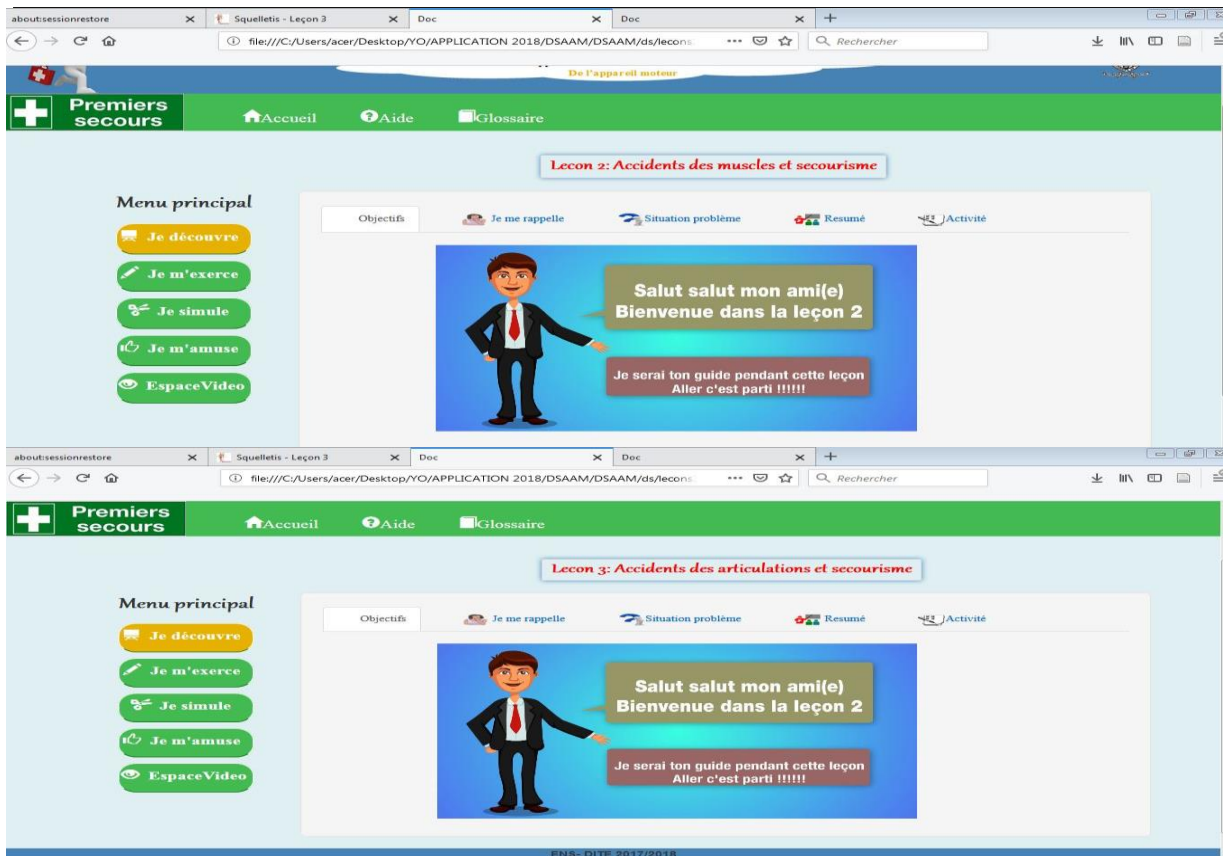 about:sessionrestore Squelletis - Leçon 3 Doc Doc
file:///C:/Users/acer/Desktop/YO/APPLICATION 2018/DSAAM/DSAAM/ds/lecons Rechercher
De l'appareil moteur
Premiers secours Accueil Aide Glossaire
Lecon 2: Accidents des muscles et secourisme
Menu principal
Je découvre
Je m'exerce
Je simule
Je m'amuse
EspaceVideo
Objectifs Je me rappelle Situation problème Resumé Activité
Salut salut mon ami(e)
Bienvenue dans la leçon 2
Je serai ton guide pendant cette leçon
Aller c'est parti !!!!!!
about:sessionrestore Squelletis - Leçon 3 Doc Doc
file:///C:/Users/acer/Desktop/YO/APPLICATION 2018/DSAAM/DSAAM/ds/lecons Rechercher
Premiers secours Accueil Aide Glossaire
Lecon 3: Accidents des articulations et secourisme
Menu principal
Je découvre
Je m'exerce
Je simule
Je m'amuse
EspaceVideo
Objectifs Je me rappelle Situation problème Resumé Activité
Salut salut mon ami(e)
Bienvenue dans la leçon 2
Je serai ton guide pendant cette leçon
Aller c'est parti !!!!!!
ENS- DITE 2017/2018